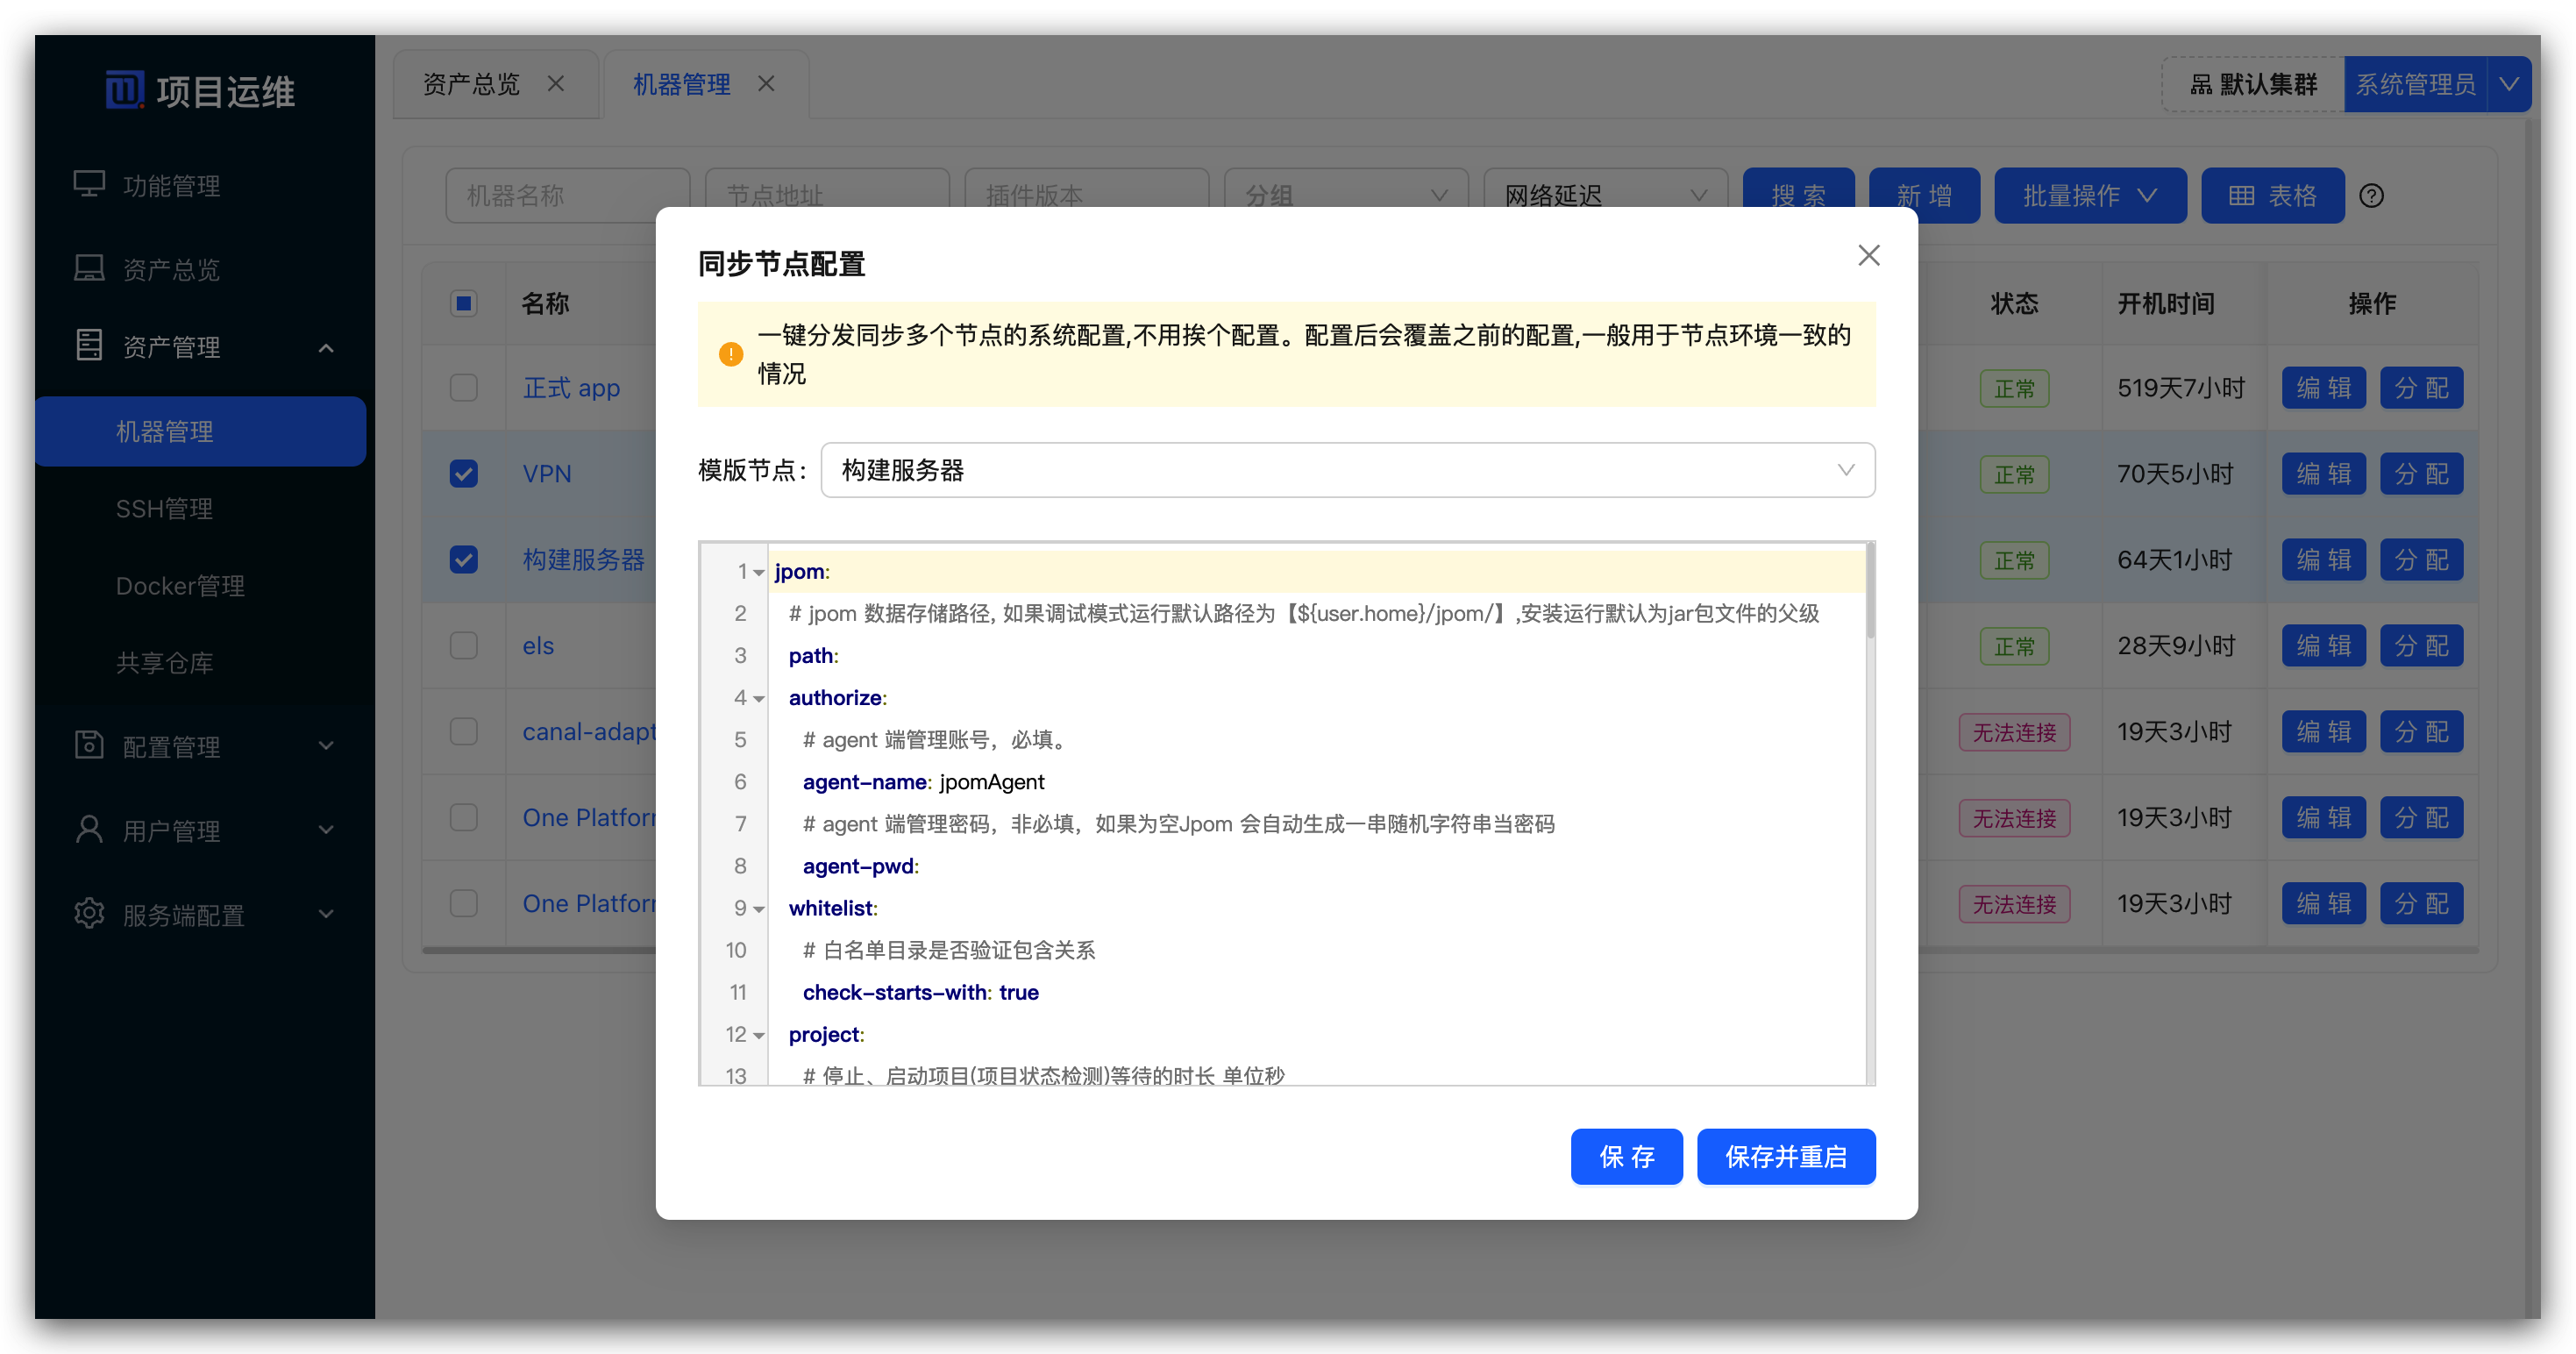 项目运维
资产总览
机器管理
默认集群
系统管理员
功能管理
资产总览
资产管理
机器管理
SSH管理
Docker管理
共享仓库
配置管理
用户管理
服务端配置
机器名称
节点地址
插件版本
分组
网络延迟
搜 索
新 增
批量操作
表格
名称
状态
开机时间
操作
正式 app
正常
519天7小时
编 辑
分 配
VPN
正常
70天5小时
编 辑
分 配
构建服务器
正常
64天1小时
编 辑
分 配
els
正常
28天9小时
编 辑
分 配
canal-adapt
无法连接
19天3小时
编 辑
分 配
One Platfor
无法连接
19天3小时
编 辑
分 配
One Platfor
无法连接
19天3小时
编 辑
分 配
同步节点配置
一键分发同步多个节点的系统配置,不用挨个配置。配置后会覆盖之前的配置,一般用于节点环境一致的
情况
模版节点：
构建服务器
1 jpom:
2 # jpom 数据存储路径, 如果调试模式运行默认路径为【${user.home}/jpom/】,安装运行默认为jar包文件的父级
3 path:
4 authorize:
5 # agent 端管理账号，必填。
6 agent-name: jpomAgent
7 # agent 端管理密码，非必填，如果为空Jpom 会自动生成一串随机字符串当密码
8 agent-pwd:
9 whitelist:
10 # 白名单目录是否验证包含关系
11 check-starts-with: true
12 project:
13 # 停止、启动项目(项目状态检测)等待的时长 单位秒
保 存
保存并重启